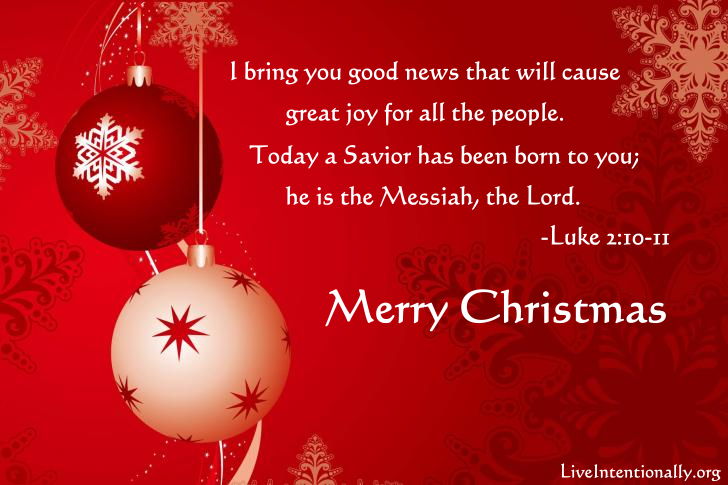 I bring you good news that will cause
great joy for all the people.
Today a Savior has been born to you;
he is the Messiah, the Lord.
-Luke 2:10-11
Merry Christmas
LiveIntentionally.org